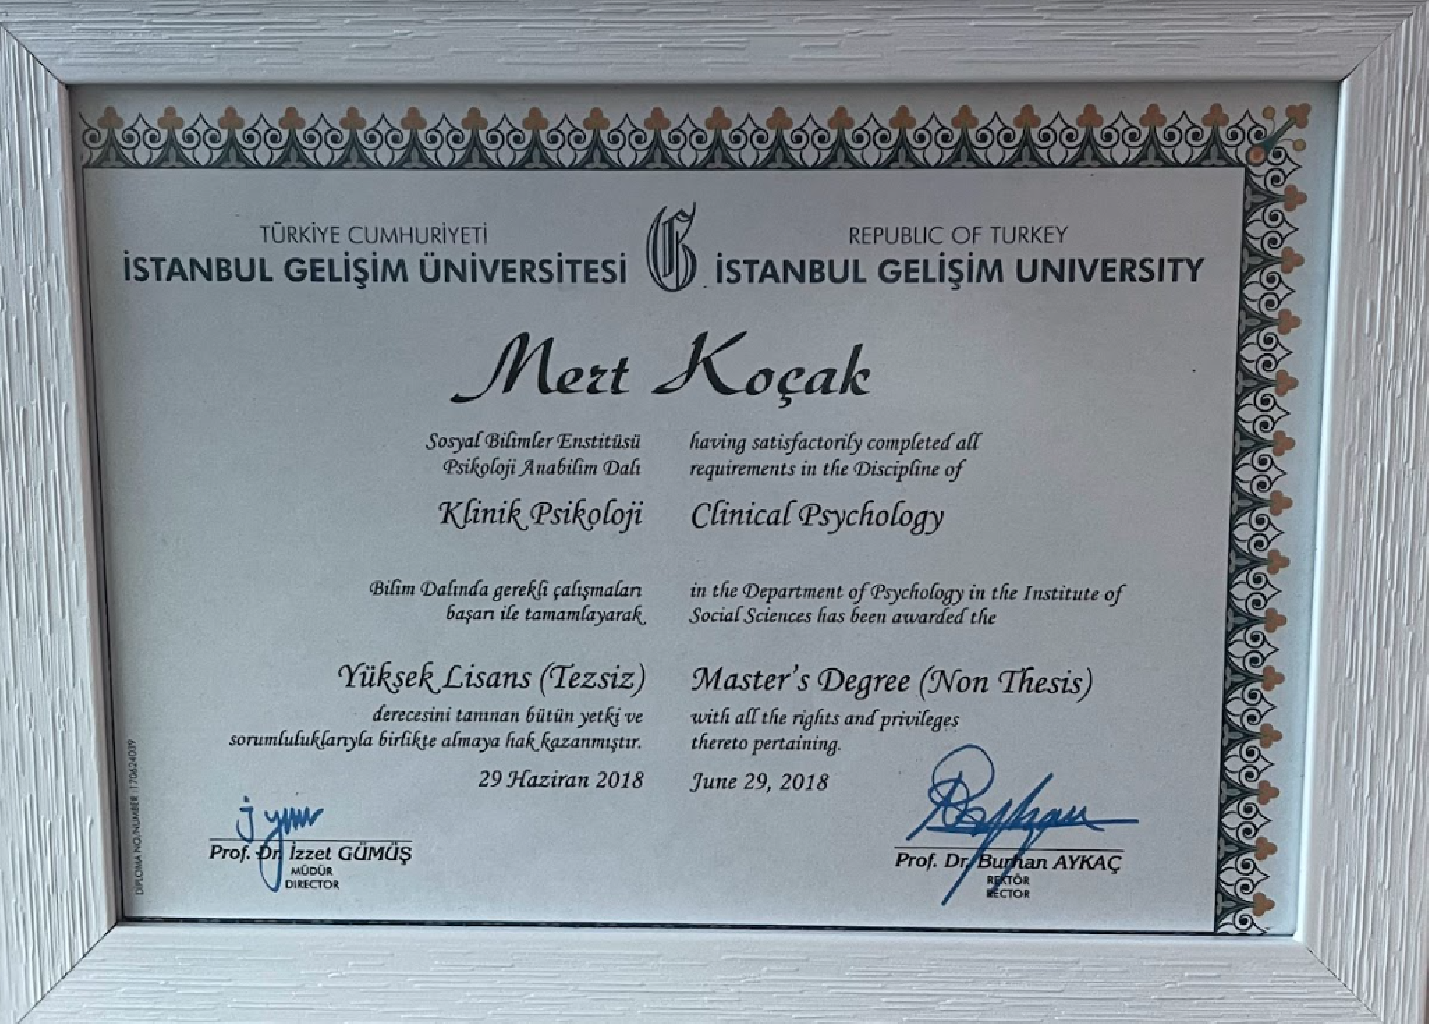 TÜRKİYE CUMHURİYETİ
İSTANBUL GELİŞİM ÜNİVERSİTESİ
REPUBLIC OF TURKEY
İSTANBUL GELİŞİM UNIVERSITY
Mert Koçak
Sosyal Bilimler Enstitüsü
Psikoloji Anabilim Dalı
Klinik Psikoloji
Bilim Dalında gerekli çalışmaları
başarı ile tamamlayarak
Yüksek Lisans (Tezsiz)
derecesini tanınan bütün yetki ve
sorumluluklarıyla birlikte almaya hak kazanmıştır.
29 Haziran 2018
having satisfactorily completed all
requirements in the Discipline of
Clinical Psychology
in the Department of Psychology in the Institute of
Social Sciences has been awarded the
Master's Degree (Non Thesis)
with all the rights and privileges
thereto pertaining.
June 29, 2018
Prof. Dr. İzzet GÜMÜŞ
MÜDÜR
DIRECTOR
Prof. Dr. Burhan AYKAÇ
REKTÖR
RECTOR
DIPLOMA NO/NUMBER :170624039